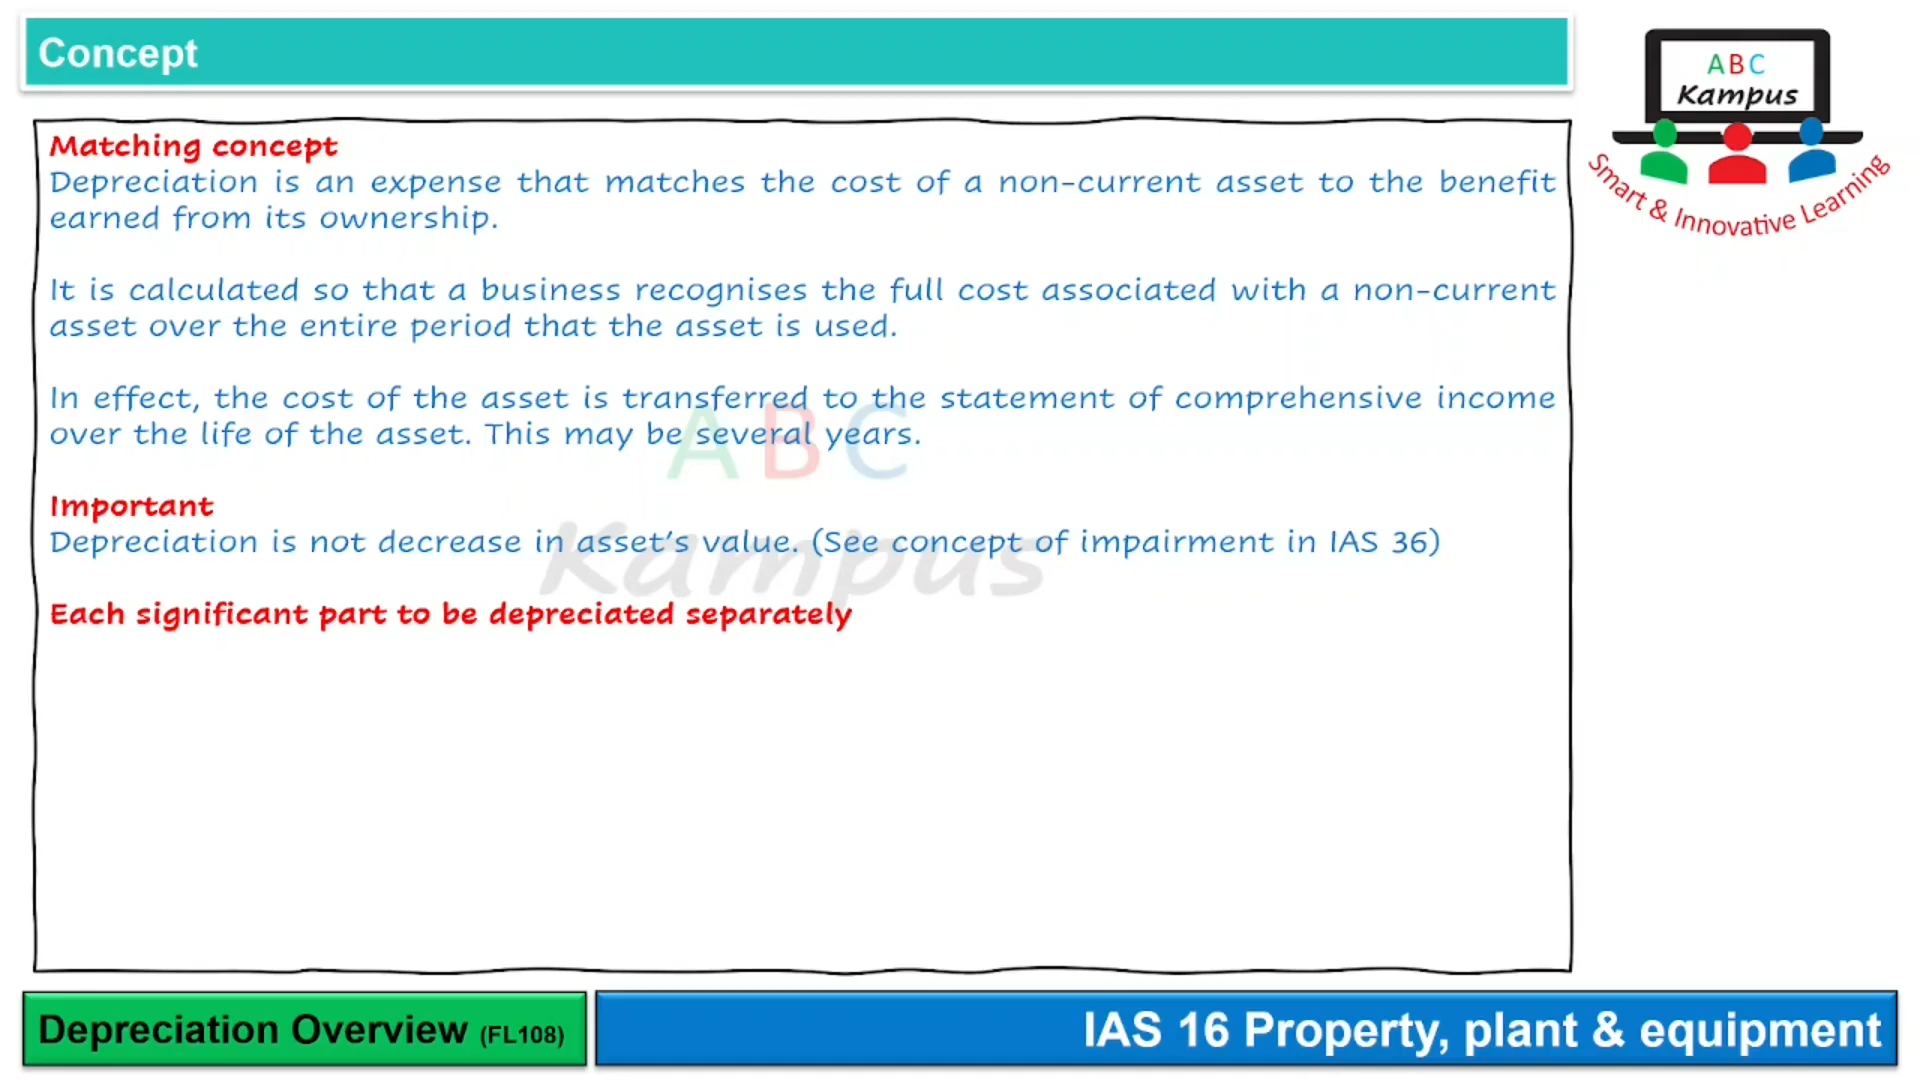 Concept
ABC
Kampus
Smart & Innovative Learning
Matching concept
Depreciation is an expense that matches the cost of a non-current asset to the benefit
earned from its ownership.
It is calculated so that a business recognises the full cost associated with a non-current
asset over the entire period that the asset is used.
In effect, the cost of the asset is transferred to the statement of comprehensive income
over the life of the asset. This may be several years.
ABC
Important
Depreciation is not decrease in asset's value. (See concept of impairment in IAS 36)
Kampus
Each significant part to be depreciated separately
Depreciation Overview (FL108)
IAS 16 Property, plant & equipment